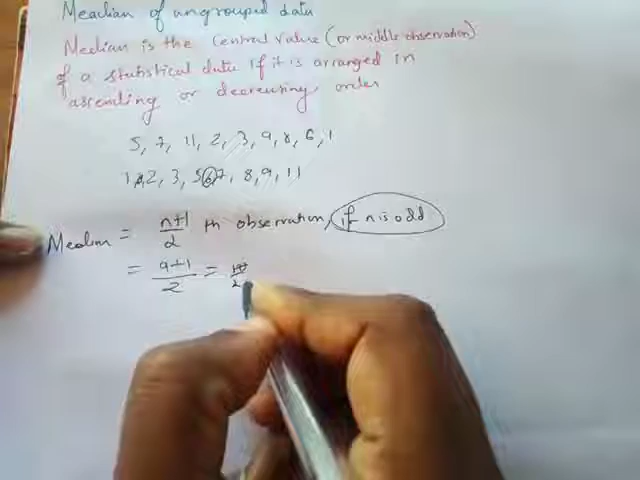 Meadian of ungrouped data
Median is the Central value (or middle observation)
of a statistical data if it is arranged in
ascending or decreasing order
5, 7, 11, 2, 3, 9, 8, 6, 1
1, 2, 3, 5, 6, 7, 8, 9, 11
Median = n+1/2 th observation, if n is odd
= 9+1/2 = 10/2